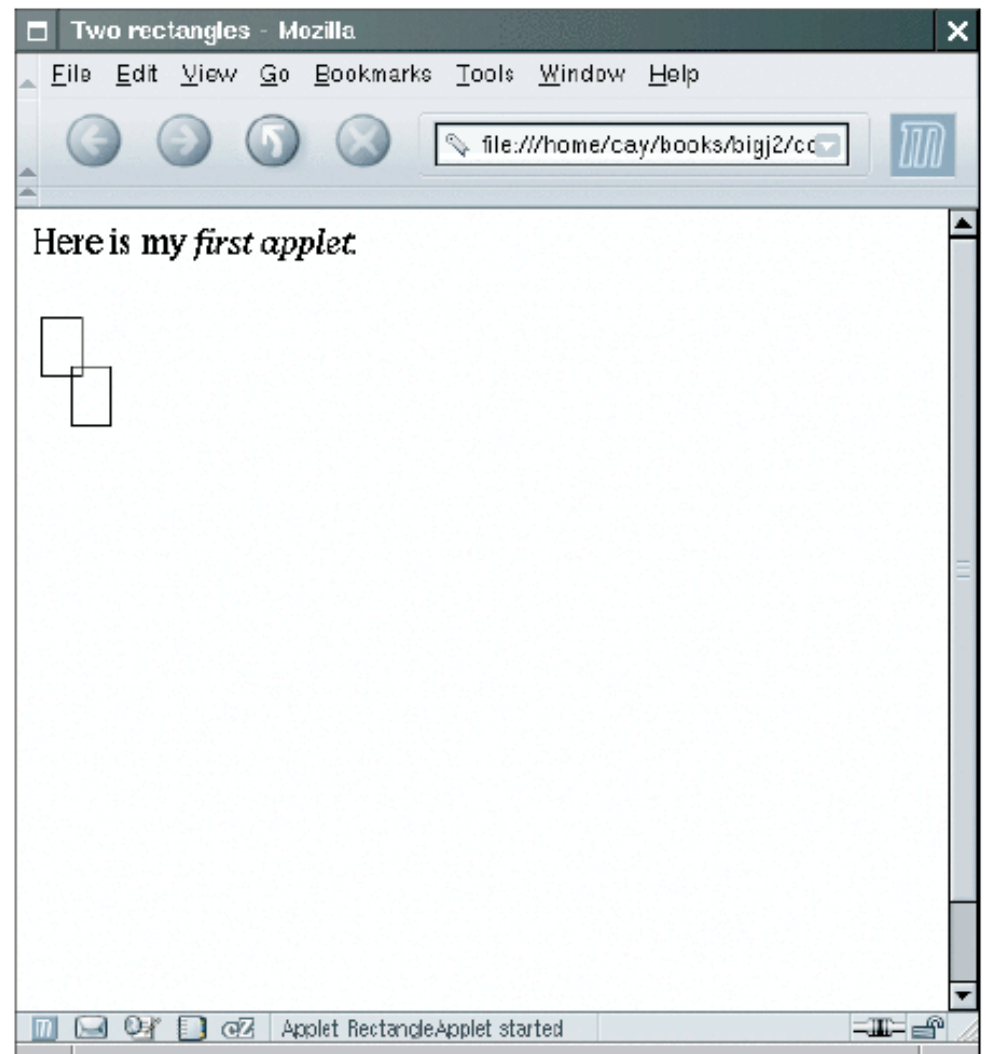 Two rectangles - Mozilla
File Edit View Go Bookmarks Tools Window Help
file:///home/cay/books/bigj2/cc
m
Here is my first applet:
Applet RectangleApplet started